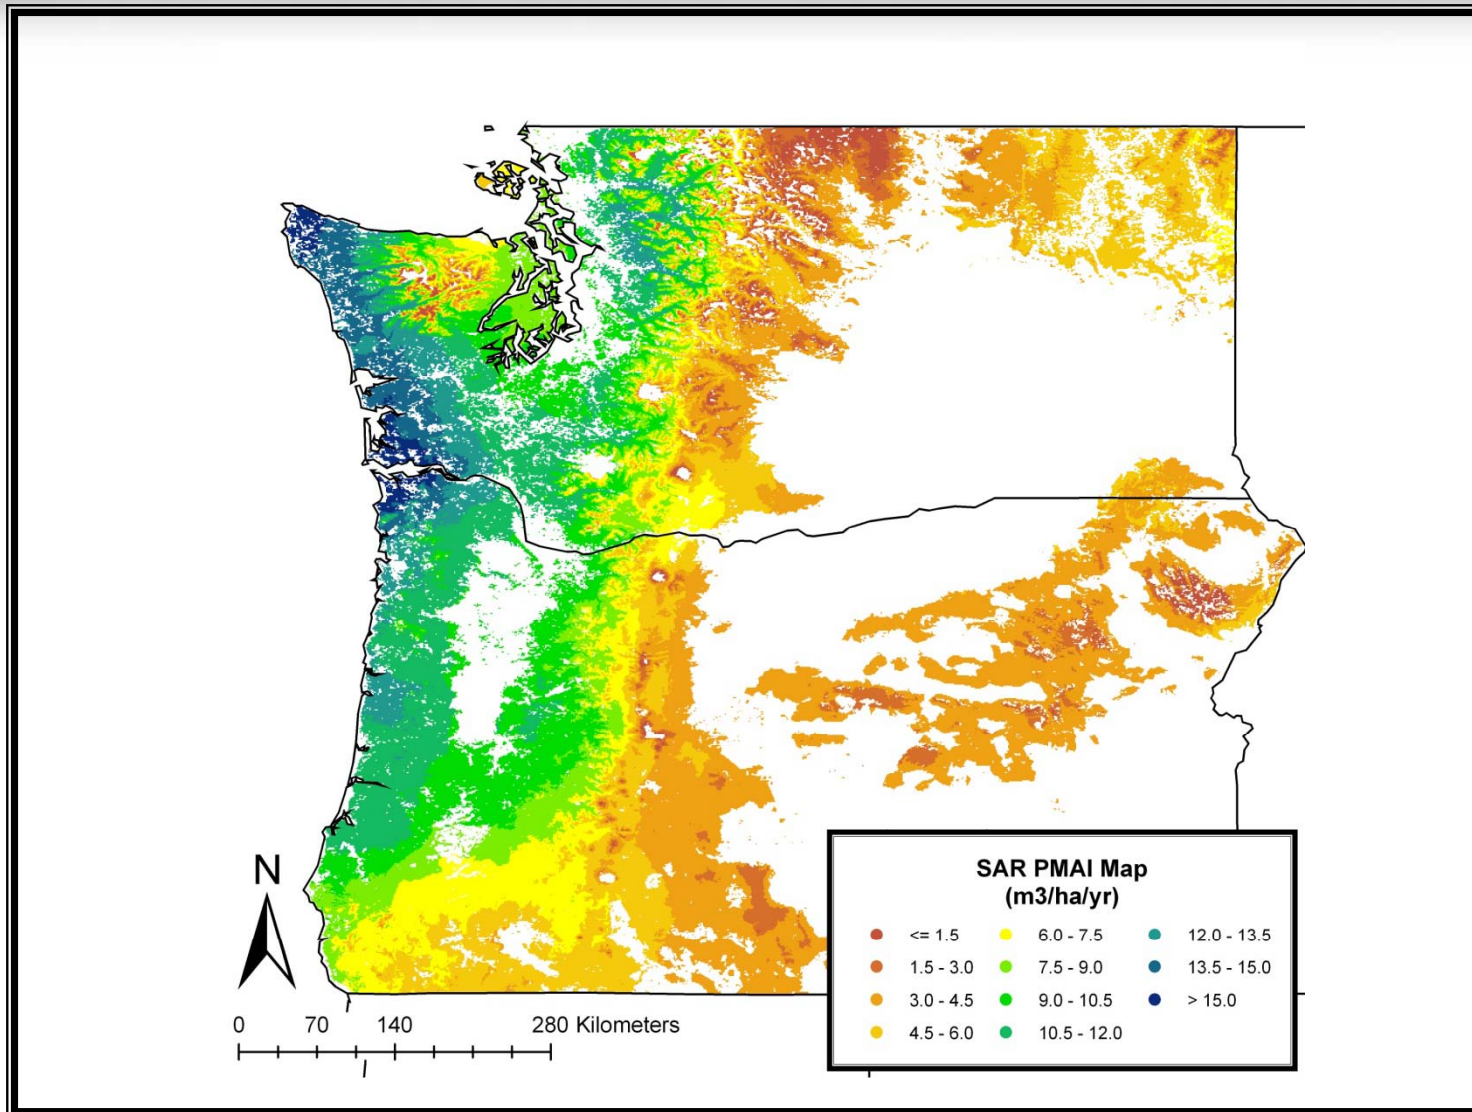 N
0 70 140 280 Kilometers
SAR PMAI Map
(m3/ha/yr)
<= 1.5 6.0 - 7.5 12.0 - 13.5
1.5 - 3.0 7.5 - 9.0 13.5 - 15.0
3.0 - 4.5 9.0 - 10.5 > 15.0
4.5 - 6.0 10.5 - 12.0